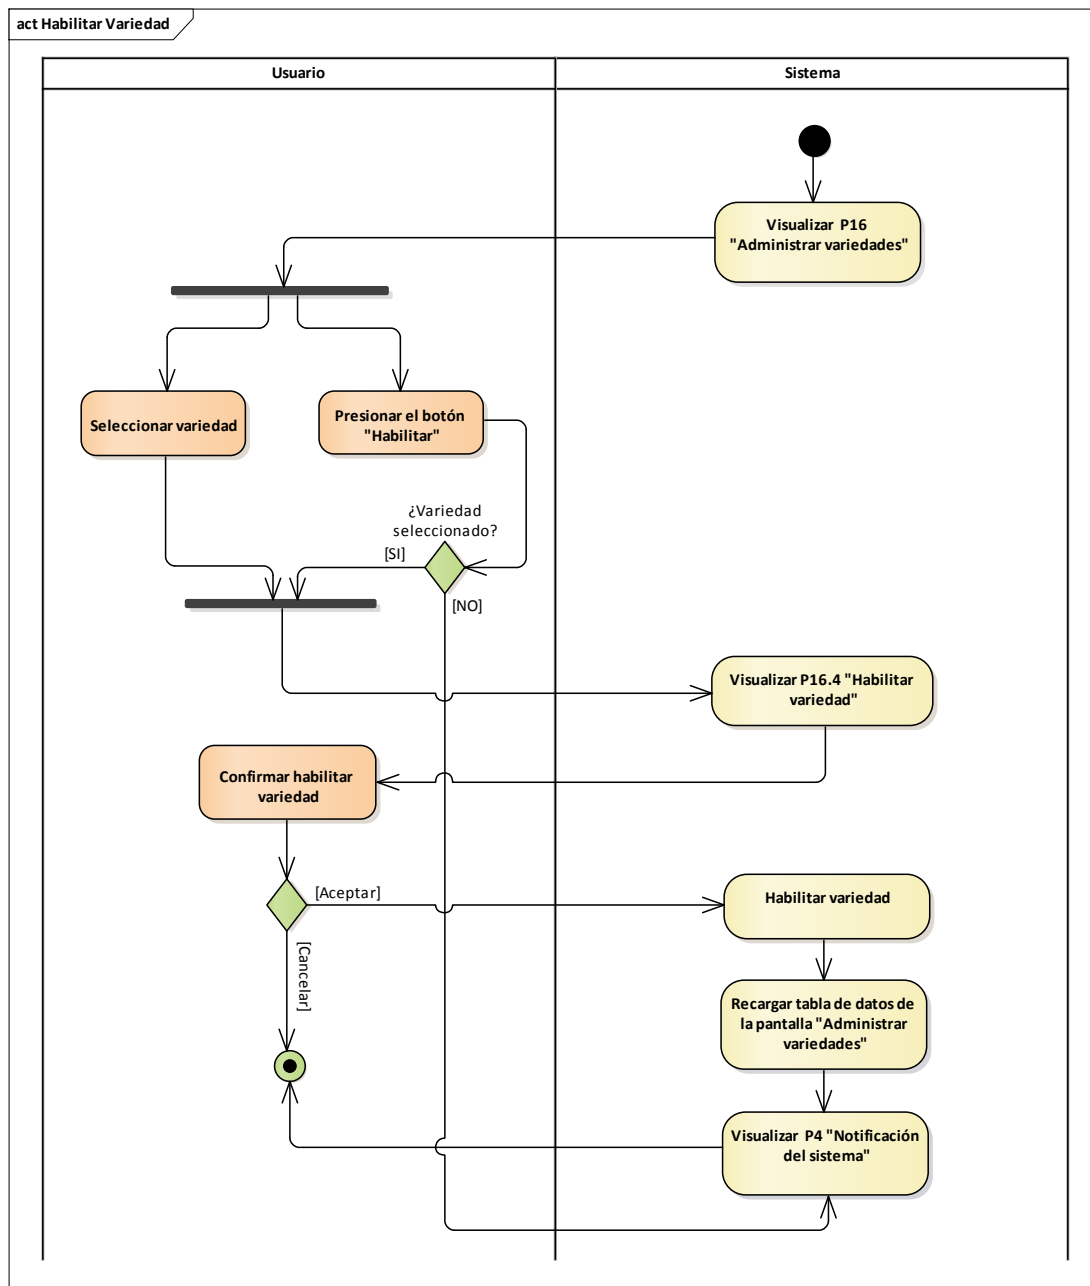 act Habilitar Variedad
Usuario
Sistema
Visualizar P16
"Administrar variedades"
Seleccionar variedad
Presionar el botón
"Habilitar"
¿Variedad
seleccionado?
[SI]
[NO]
Visualizar P16.4 "Habilitar
variedad"
Confirmar habilitar
variedad
[Aceptar]
Habilitar variedad
[Cancelar]
Recargar tabla de datos de
la pantalla "Administrar
variedades"
Visualizar P4 "Notificación
del sistema"